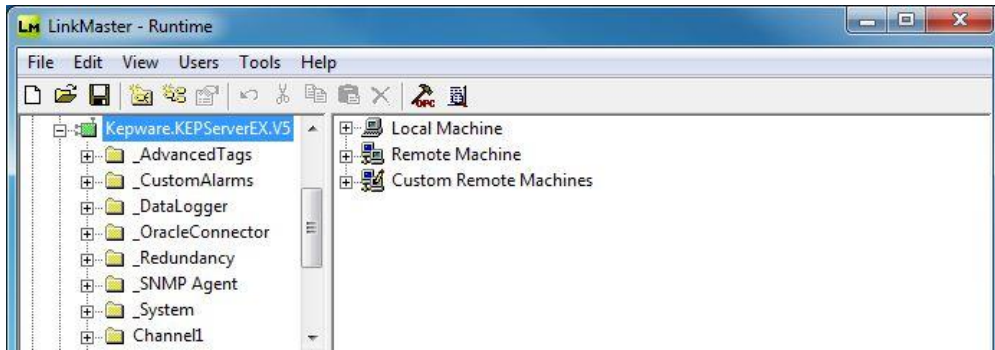 LM LinkMaster - Runtime
File Edit View Users Tools Help
OPC
Kepware.KEPServerEX.V5
_AdvancedTags
_CustomAlarms
_DataLogger
_OracleConnector
_Redundancy
_SNMP Agent
_System
Channel1
Local Machine
Remote Machine
Custom Remote Machines